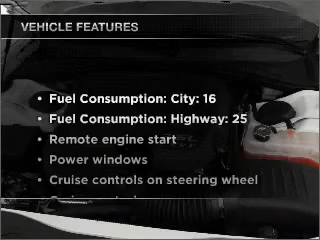 VEHICLE FEATURES
• Fuel Consumption: City: 16
• Fuel Consumption: Highway: 25
• Remote engine start
• Power windows
• Cruise controls on steering wheel